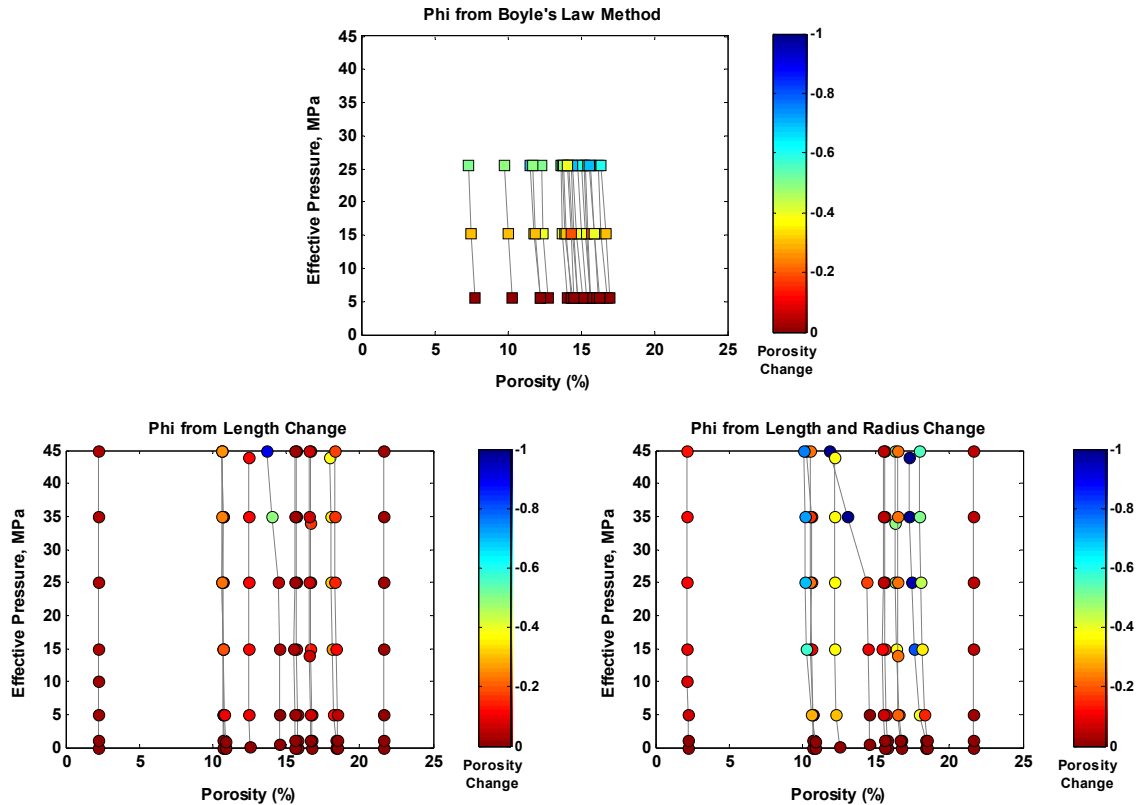 Phi from Boyle's Law Method
45
40
35
30
25
20
15
10
5
0
Effective Pressure, MPa
0 5 10 15 20 25
Porosity (%)
-1
-0.8
-0.6
-0.4
-0.2
0
Porosity
Change
Phi from Length Change
45
40
35
30
25
20
15
10
5
0
Effective Pressure, MPa
0 5 10 15 20 25
Porosity (%)
-1
-0.8
-0.6
-0.4
-0.2
0
Porosity
Change
Phi from Length and Radius Change
45
40
35
30
25
20
15
10
5
0
Effective Pressure, MPa
0 5 10 15 20 25
Porosity (%)
-1
-0.8
-0.6
-0.4
-0.2
0
Porosity
Change